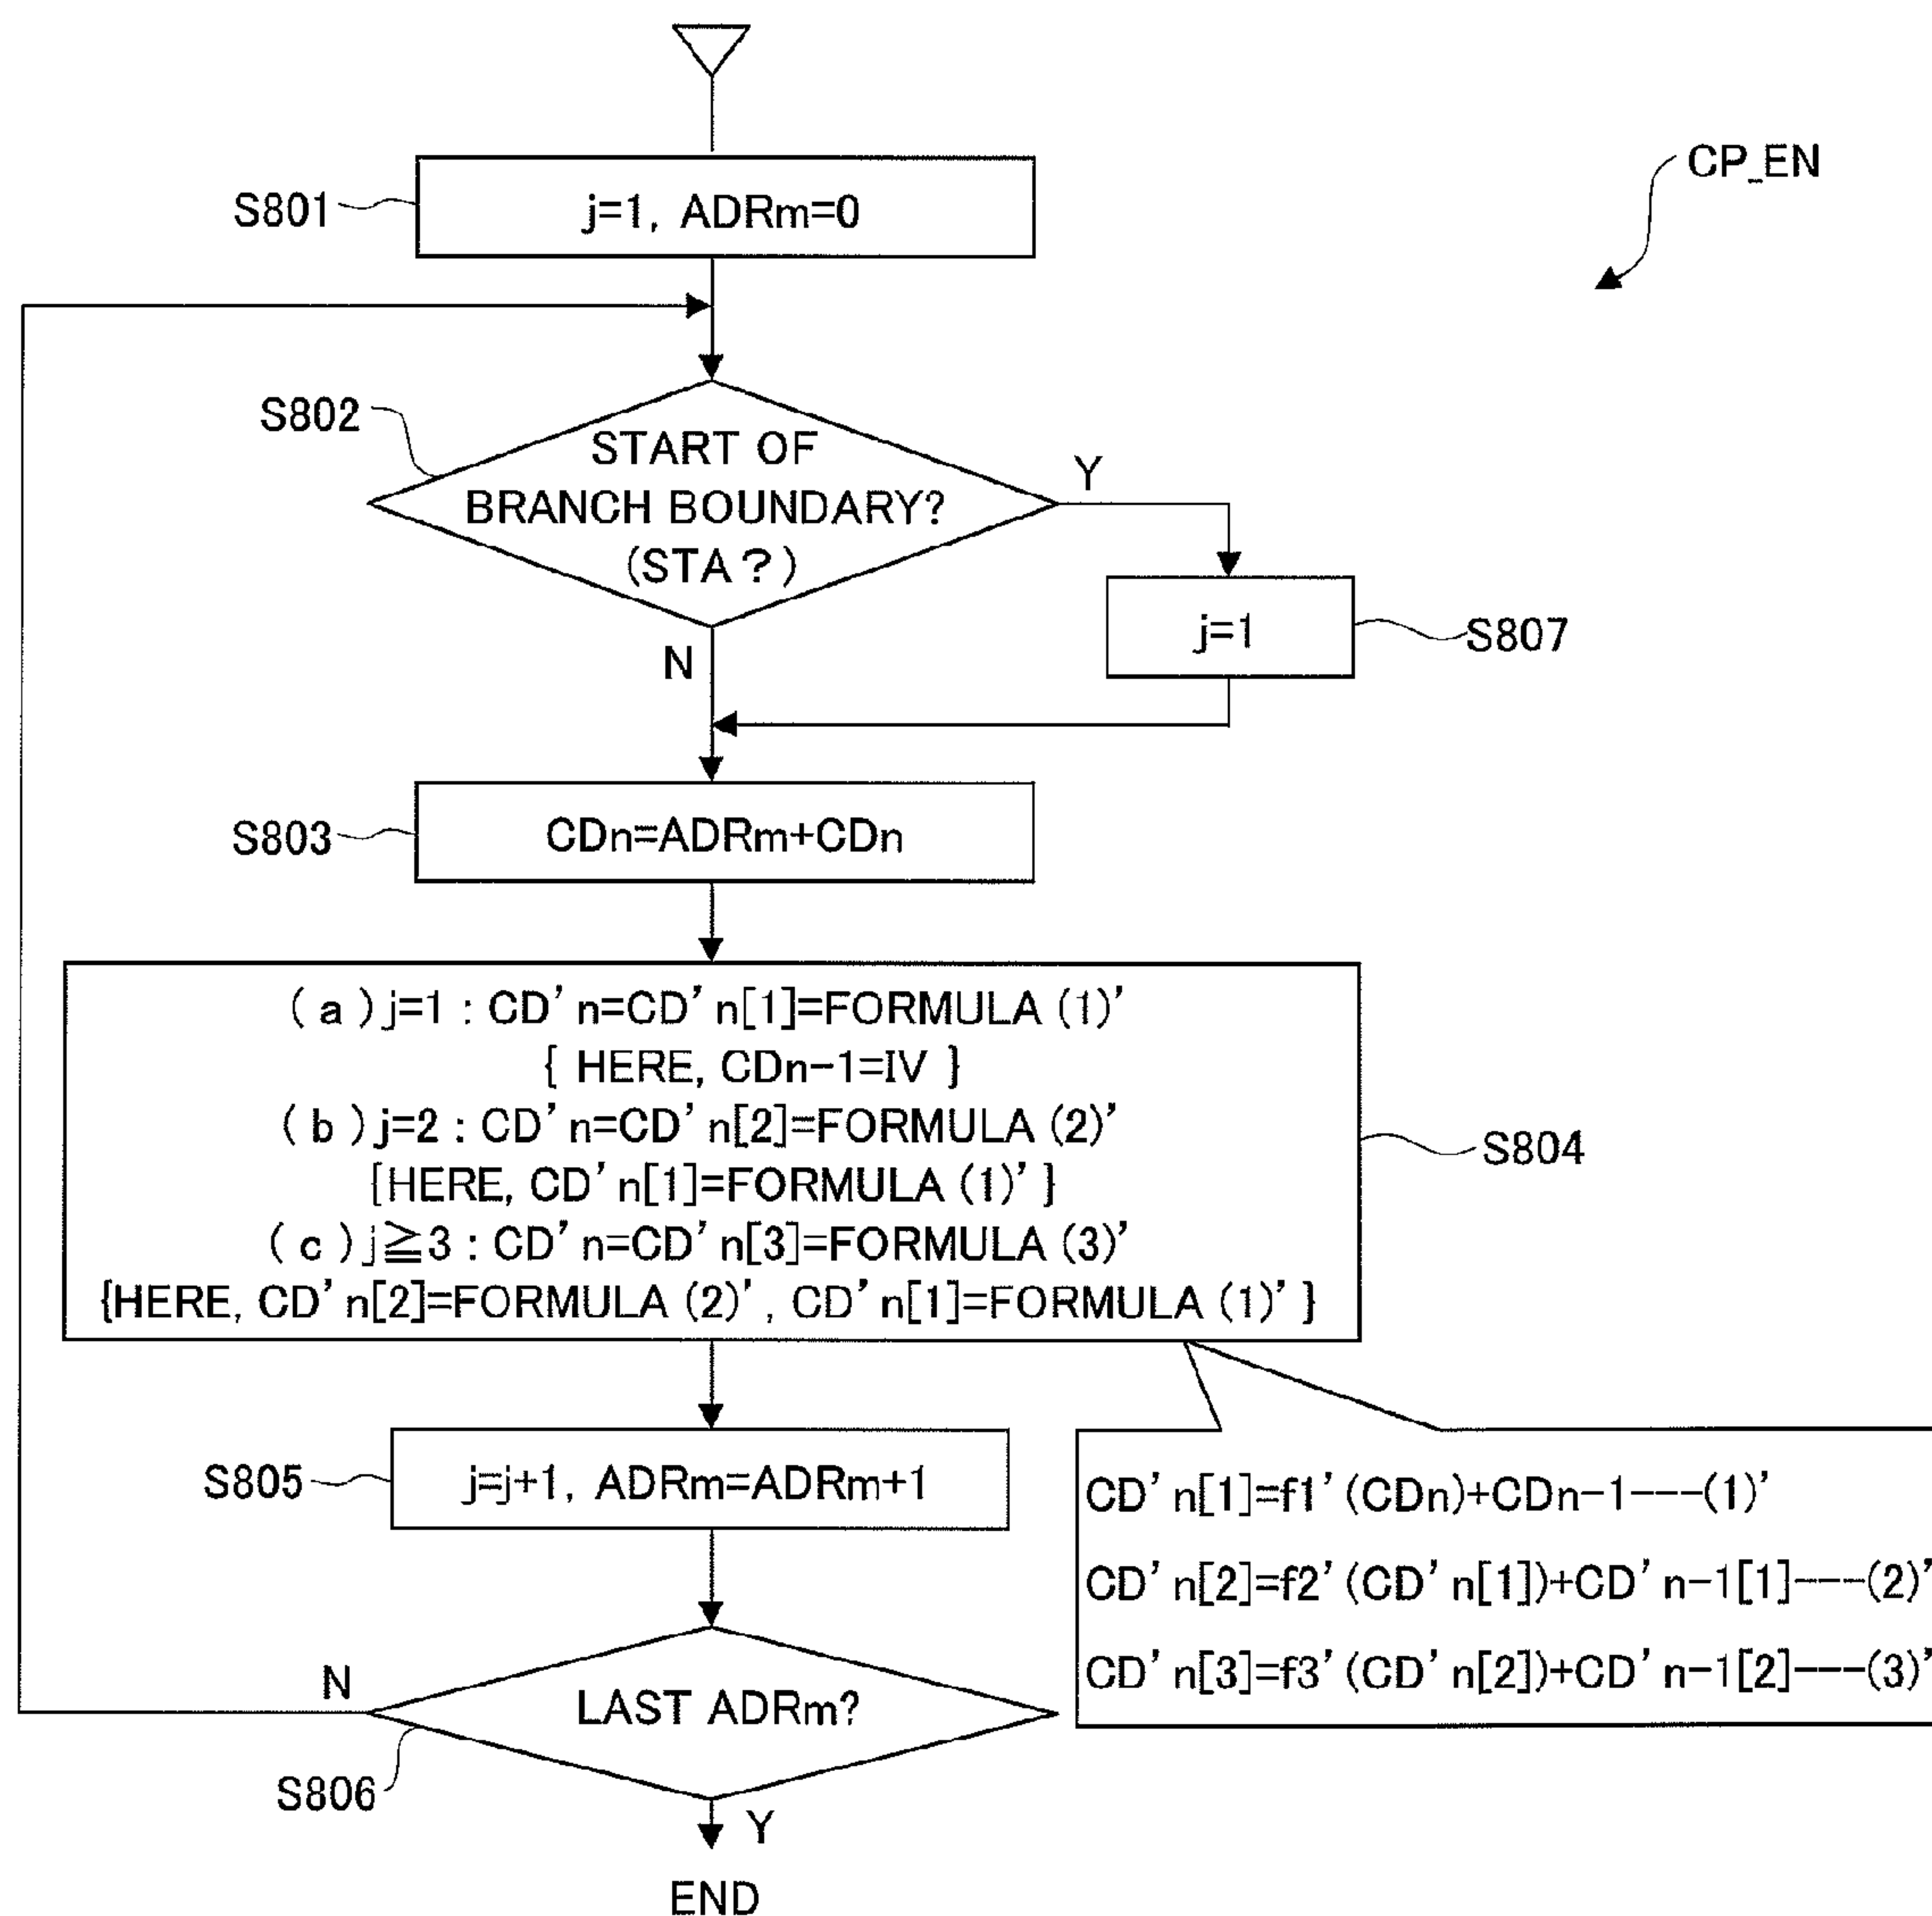 CP_EN
S801
j=1, ADRm=0
S802
START OF
BRANCH BOUNDARY?
(STA?)
Y
N
j=1
S807
S803
CDn=ADRm+CDn
(a)j=1 : CD'n=CD'n[1]=FORMULA (1)'
{ HERE, CDn-1=IV }
(b)j=2 : CD'n=CD'n[2]=FORMULA (2)'
[HERE, CD'n[1]=FORMULA (1)' }
(c)j≧3 : CD'n=CD'n[3]=FORMULA (3)'
{HERE, CD'n[2]=FORMULA (2)', CD'n[1]=FORMULA (1)' }
S804
S805
j=j+1, ADRm=ADRm+1
CD'n[1]=f1'(CDn)+CDn-1---(1)'
CD'n[2]=f2'(CD'n[1])+CD'n-1[1]---(2)'
CD'n[3]=f3'(CD'n[2])+CD'n-1[2]---(3)'
N
LAST ADRm?
S806
Y
END